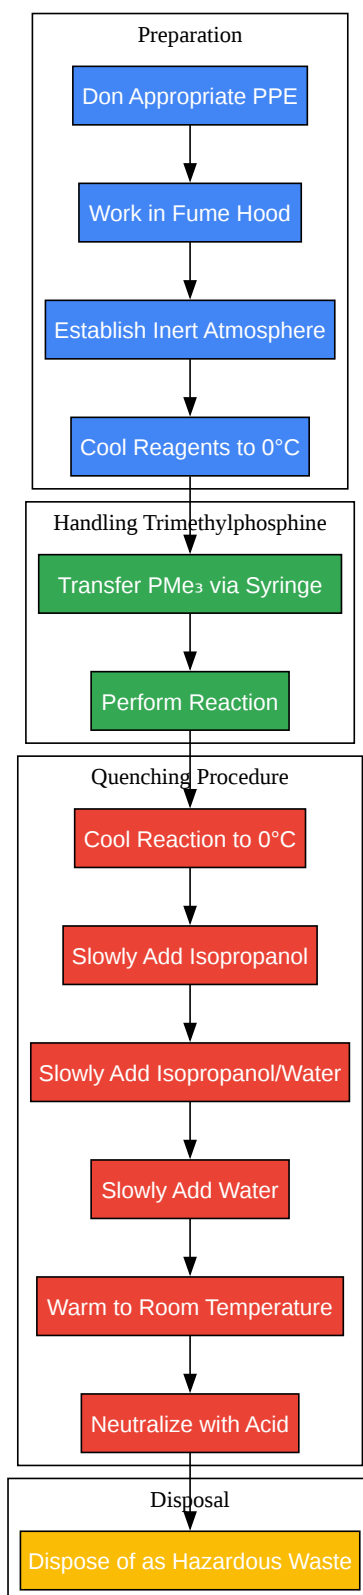 Preparation
Don Appropriate PPE
Work in Fume Hood
Establish Inert Atmosphere
Cool Reagents to 0°C
Handling Trimethylphosphine
Transfer PMe₃ via Syringe
Perform Reaction
Quenching Procedure
Cool Reaction to 0°C
Slowly Add Isopropanol
Slowly Add Isopropanol/Water
Slowly Add Water
Warm to Room Temperature
Neutralize with Acid
Disposal
Dispose of as Hazardous Waste